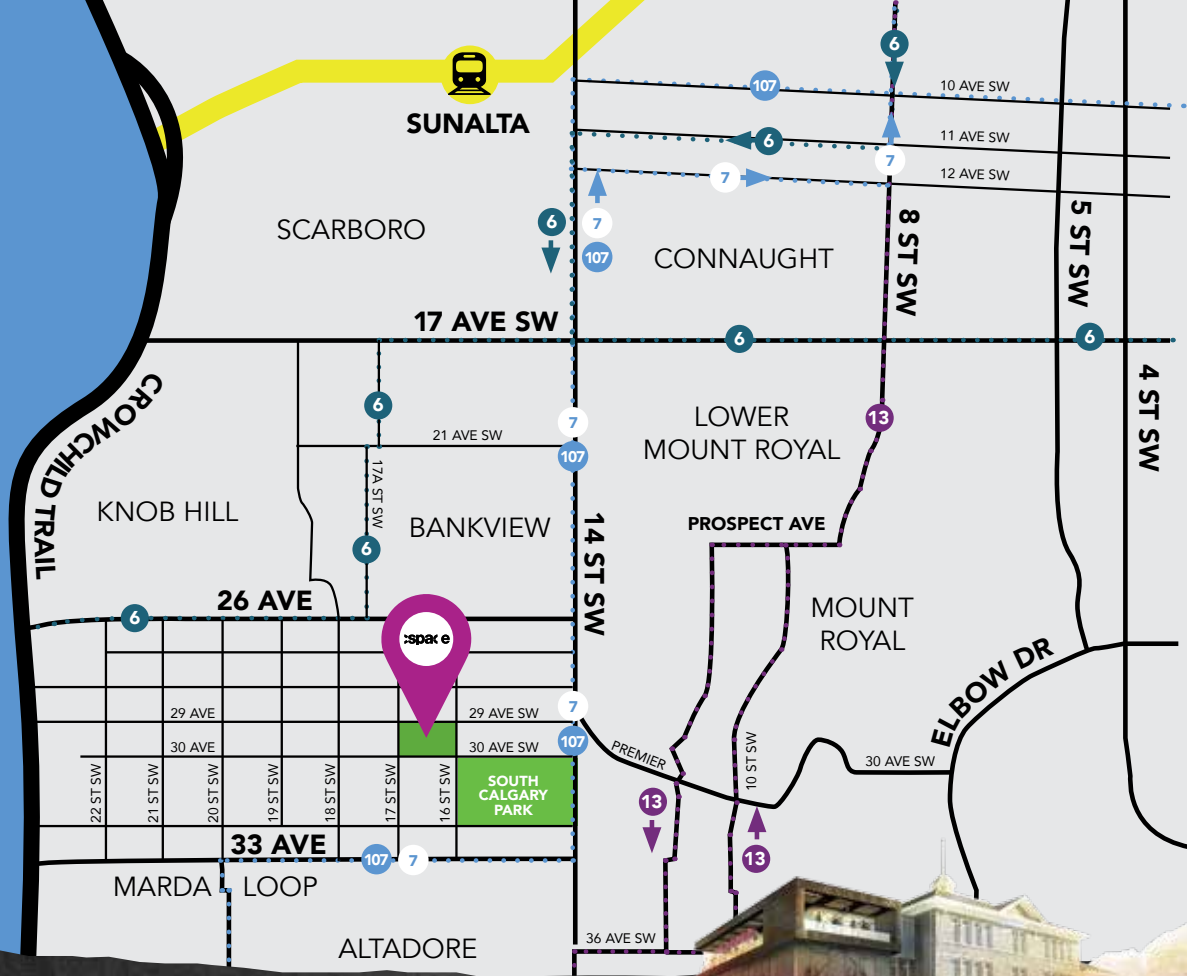 6
107
10 AVE SW
SUNALTA
11 AVE SW
6
7
7
12 AVE SW
6
7
107
SCARBORO
CONNAUGHT
8 ST SW
5 ST SW
17 AVE SW
6
6
4 ST SW
CROWCHILD TRAIL
6
7
13
LOWER
MOUNT ROYAL
21 AVE SW
107
17A ST SW
KNOB HILL
BANKVIEW
14 ST SW
PROSPECT AVE
6
26 AVE
6
MOUNT
ROYAL
:spac e
ELBOW DR
29 AVE
29 AVE SW
7
30 AVE
30 AVE SW
107
PREMIER
10 ST SW
30 AVE SW
22 ST SW
21 ST SW
20 ST SW
19 ST SW
18 ST SW
17 ST SW
16 ST SW
SOUTH
CALGARY
PARK
13
33 AVE
107
7
13
MARDA LOOP
36 AVE SW
ALTADORE